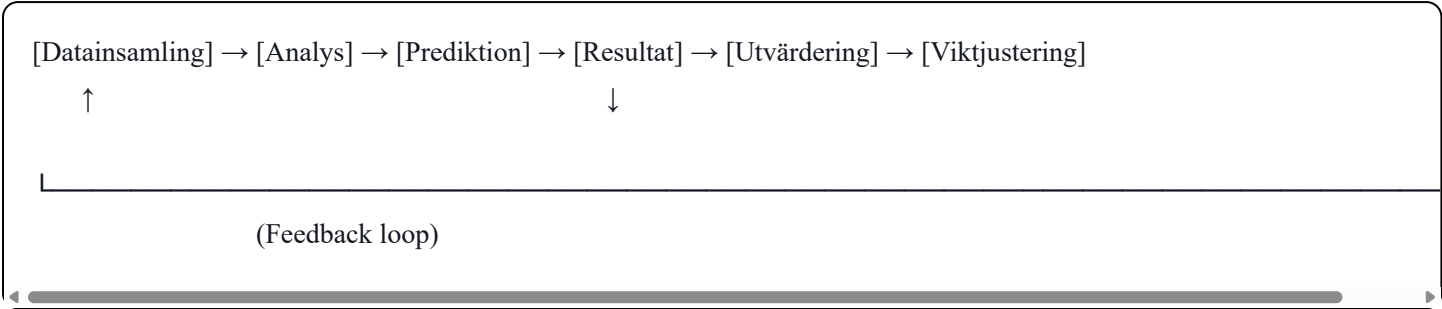 [Datainsamling] → [Analys] → [Prediktion] → [Resultat] → [Utvärdering] → [Viktjustering]
↑ ↓
└──────────────────────────────────
(Feedback loop)